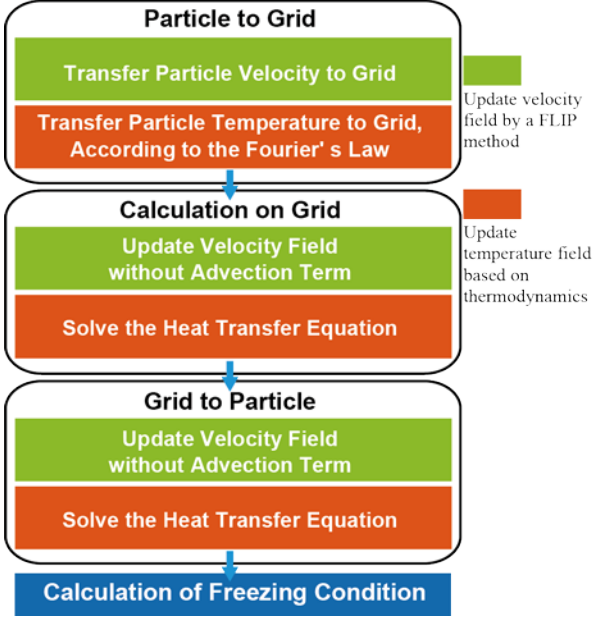 Particle to Grid
Transfer Particle Velocity to Grid
Transfer Particle Temperature to Grid,
According to the Fourier' s Law
Calculation on Grid
Update Velocity Field
without Advection Term
Solve the Heat Transfer Equation
Grid to Particle
Update Velocity Field
without Advection Term
Solve the Heat Transfer Equation
Calculation of Freezing Condition
Update velocity
field by a FLIP
method
Update
temperature field
based on
thermodynamics